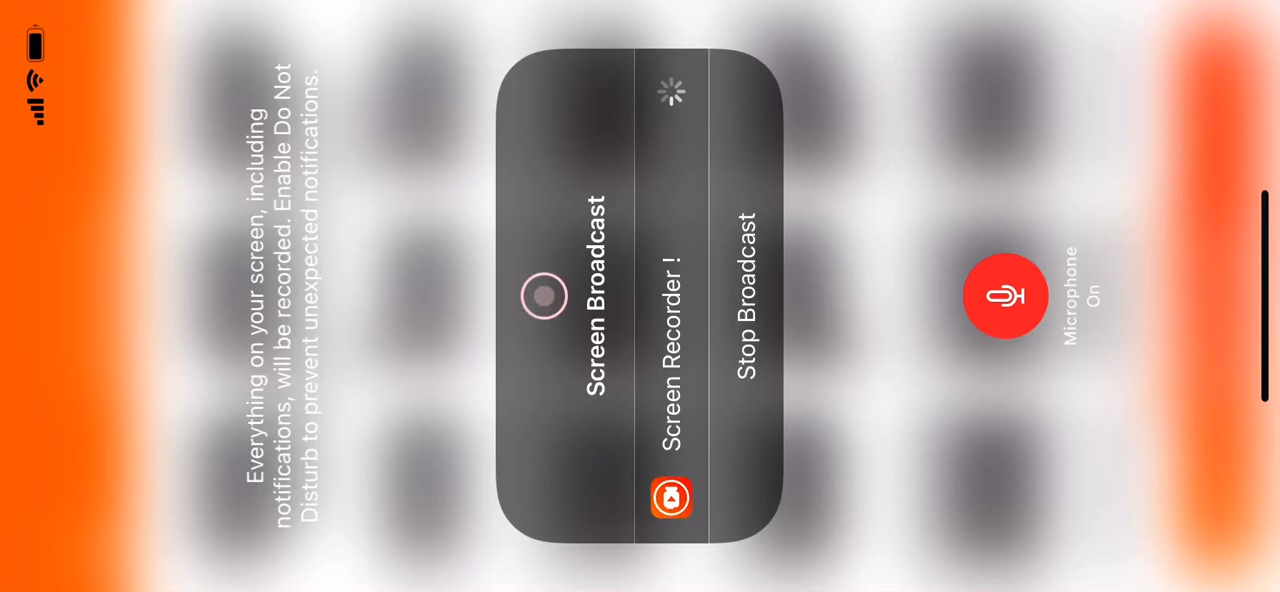 Everything on your screen, including
notifications, will be recorded. Enable Do Not
Disturb to prevent unexpected notifications.
Screen Broadcast
Screen Recorder !
Stop Broadcast
Microphone
On